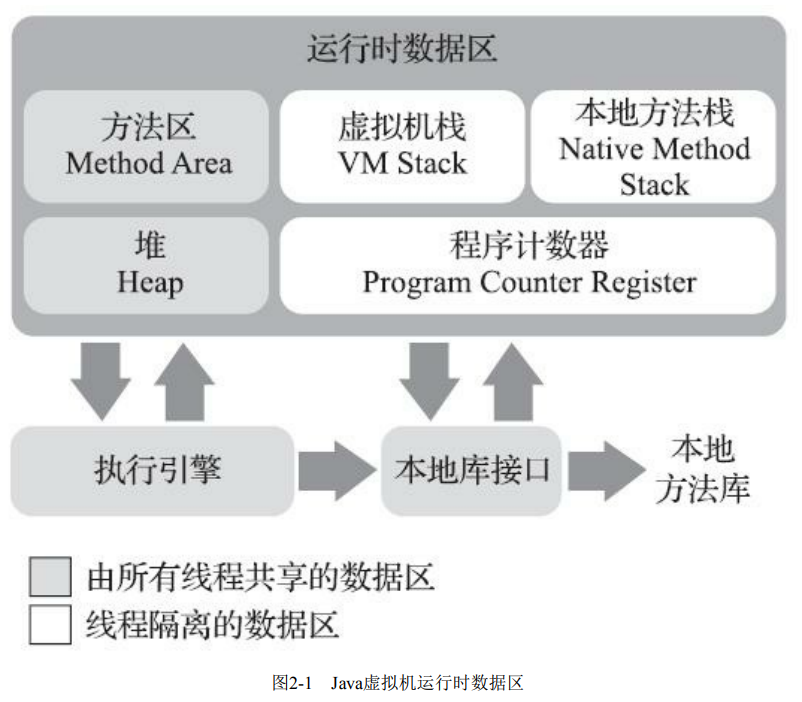 运行时数据区
方法区
Method Area
虚拟机栈
VM Stack
本地方法栈
Native Method
Stack
堆
Heap
程序计数器
Program Counter Register
执行引擎
本地库接口
本地
方法库
由所有线程共享的数据区
线程隔离的数据区
图2-1 Java虚拟机运行时数据区